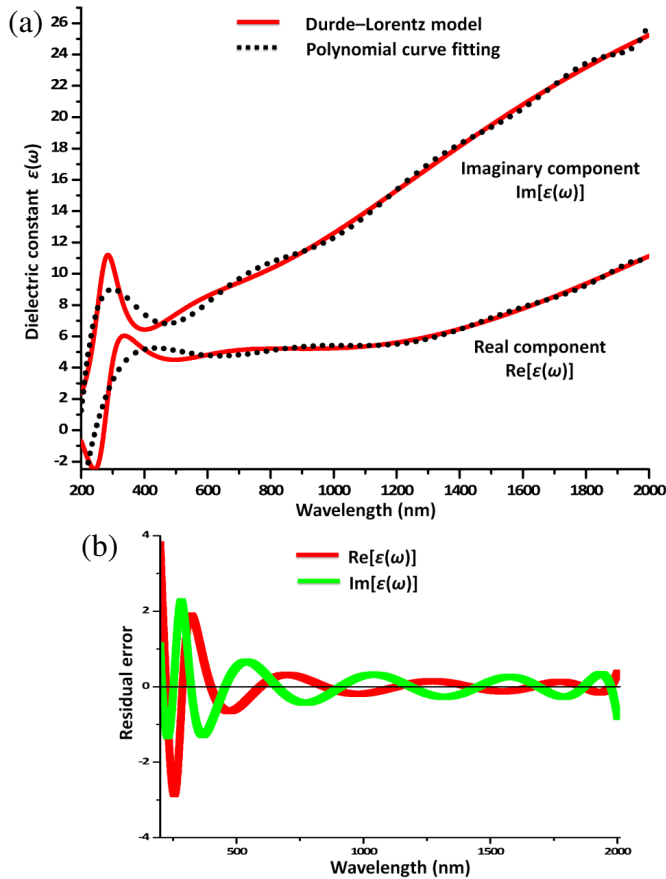 (a)
Durde–Lorentz model
Polynomial curve fitting
26
24
22
20
18
16
14
12
10
8
6
4
2
0
-2
Dielectric constant ε(ω)
Imaginary component
Im[ε(ω)]
Real component
Re[ε(ω)]
200 400 600 800 1000 1200 1400 1600 1800 2000
Wavelength (nm)
(b)
Re[ε(ω)]
Im[ε(ω)]
4
2
0
-2
-4
Residual error
500 1000 1500 2000
Wavelength (nm)